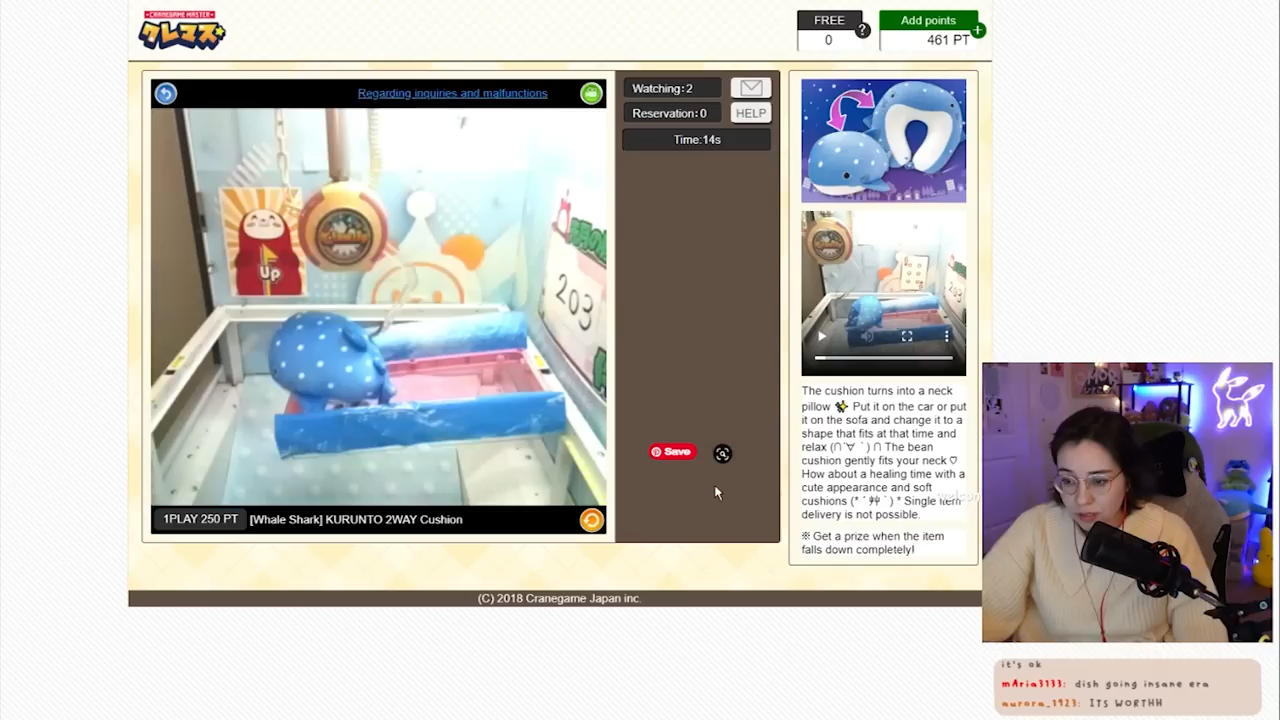 CRANEGAME MASTER
クレマス
FREE
?
0
Add points
+
461 PT
Regarding inquiries and malfunctions
Watching:2
Reservation:0
HELP
Time:14s
UP
203
203
Save
1PLAY 250 PT
[Whale Shark] KURUNTO 2WAY Cushion
The cushion turns into a neck
pillow ✨ Put it on the car or put
it on the sofa and change it to a
shape that fits at that time and
relax (∩´∀｀) ∩ The bean
cushion gently fits your neck ♡
How about a healing time with a
cute appearance and soft
cushions (*´艸｀) * Single item
delivery is not possible.
※ Get a prize when the item
falls down completely!
(C) 2018 Cranegame Japan inc.
it's ok
mAria3133: dish going insane era
aurora_1923: ITS WORTHH